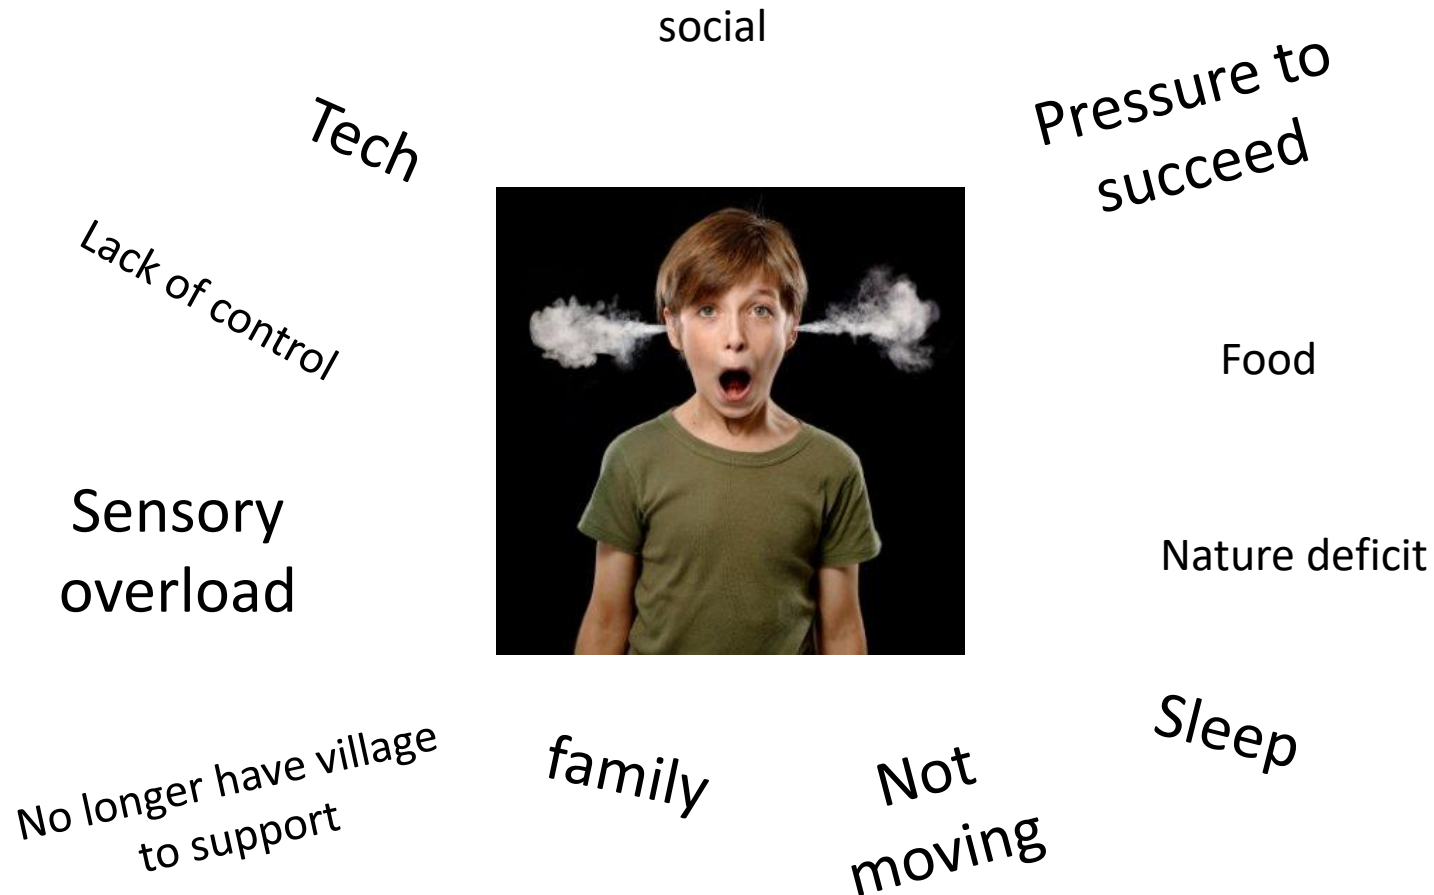 social
Tech
Pressure to
succeed
Lack of control
Food
Sensory
overload
Nature deficit
Sleep
No longer have village
to support
family
Not
moving